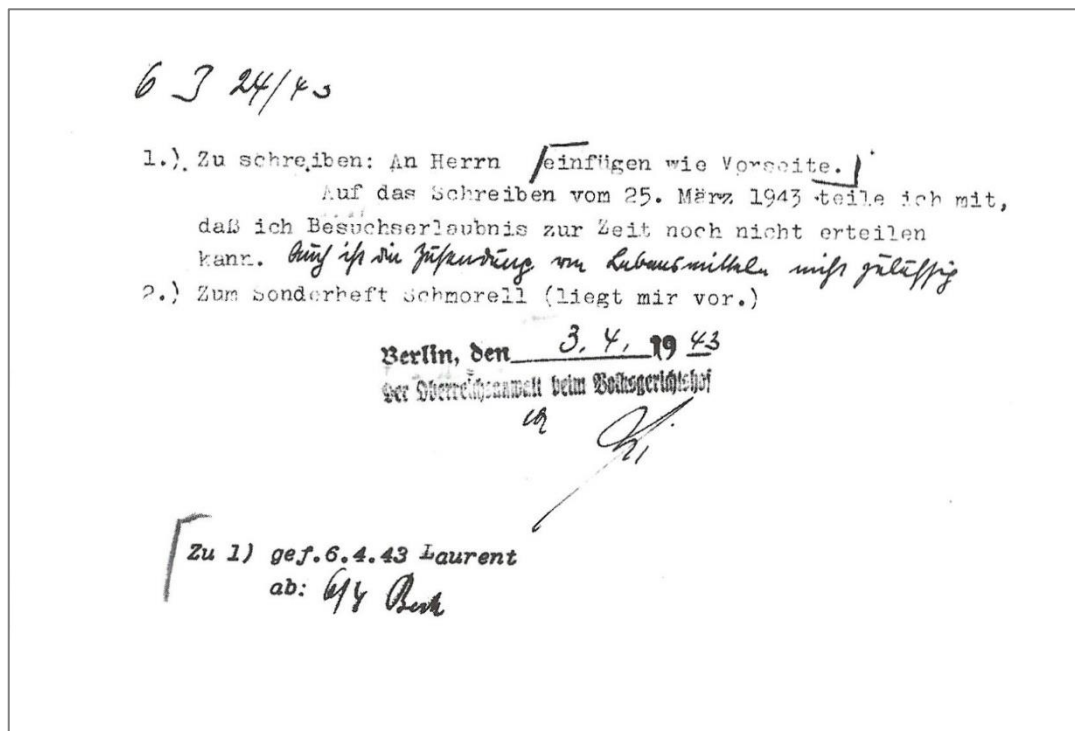 6 J 24/43
1.) Zu schreiben: An Herrn einfügen wie Vorseite.
Auf das Schreiben vom 25. März 1943 teile ich mit,
daß ich Besuchserlaubnis zur Zeit noch nicht erteilen
kann. Auch ist die Zusendung von Lebensmitteln nicht zulässig
2.) Zum Sonderheft Schmorell (liegt mir vor.)
Berlin, den 3. 4. 19 43
Der Oberreichsanwalt beim Volksgerichtshof
Zu 1) gef.6.4.43 Laurent
ab: 6/4